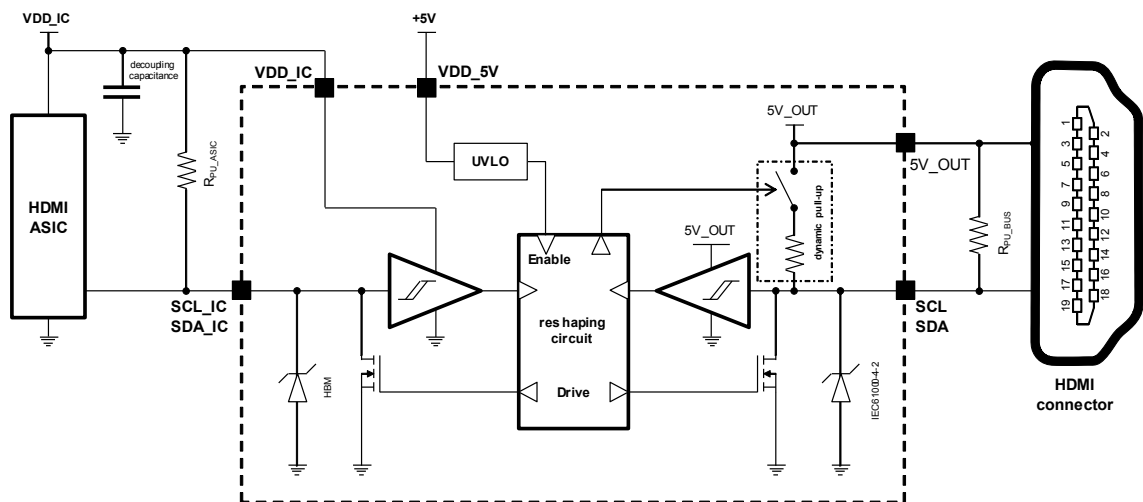 VDD_IC
+5V
decoupling
capacitance
VDD_IC
VDD_5V
5V_OUT
5V_OUT
UVLO
RPU_ASIC
HDMI
ASIC
dynamic pull-up
RPU_BUS
5V_OUT
Enable
SCL_IC
SDA_IC
reshaping
circuit
SCL
SDA
HBM
Drive
IEC61000-4-2
1
2
3
4
5
6
7
8
9
10
11
12
13
14
15
16
17
18
19
HDMI
connector